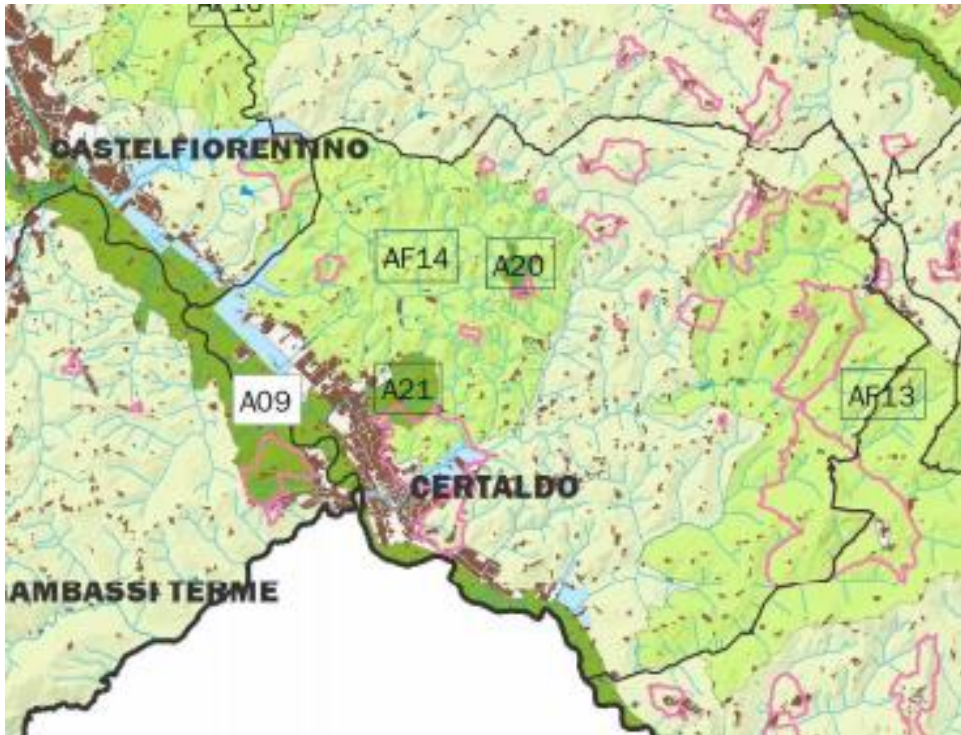 CASTELFIORENTINO
AF14
A20
A09
A21
AF13
CERTALDO
AMBASSI TERME